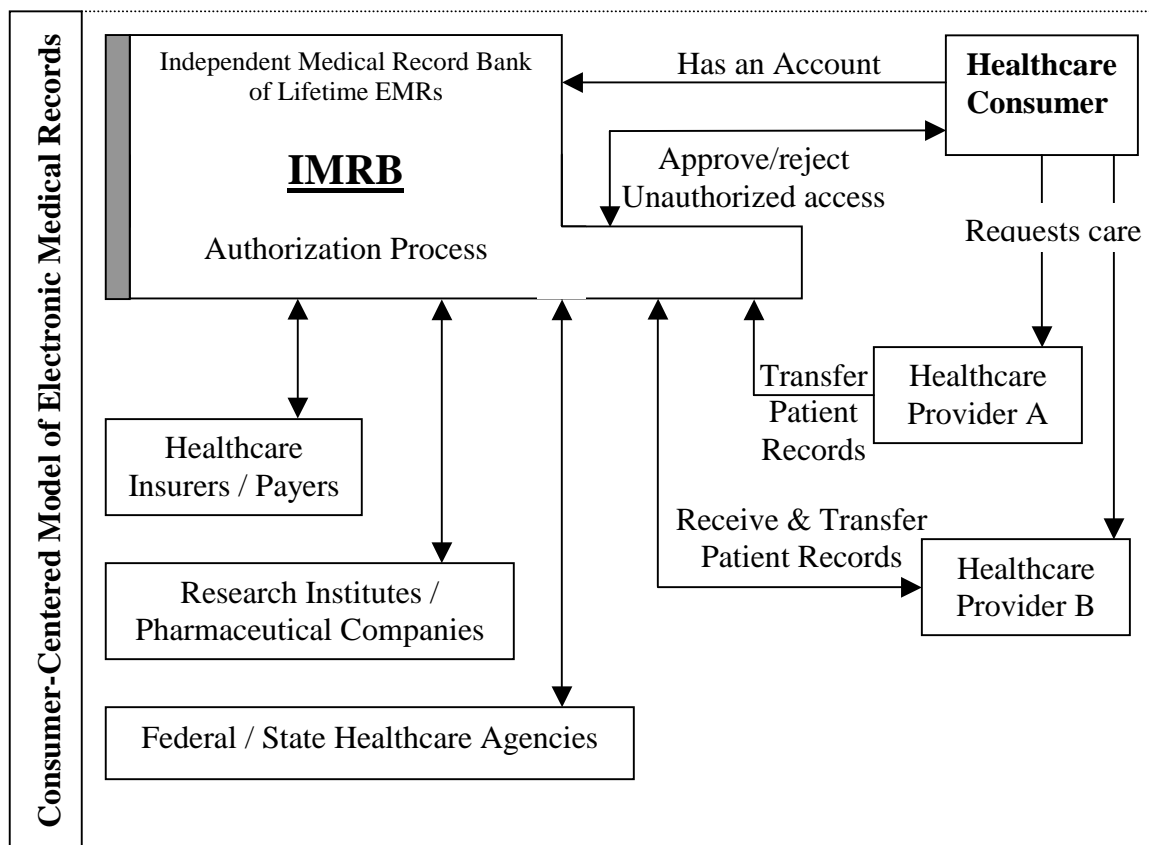 Consumer-Centered Model of Electronic Medical Records
Independent Medical Record Bank
of Lifetime EMRs
IMRB
Authorization Process
Has an Account
Healthcare
Consumer
Approve/reject
Unauthorized access
Requests care
Healthcare
Provider A
Transfer
Patient
Records
Healthcare
Insurers / Payers
Receive & Transfer
Patient Records
Healthcare
Provider B
Research Institutes /
Pharmaceutical Companies
Federal / State Healthcare Agencies